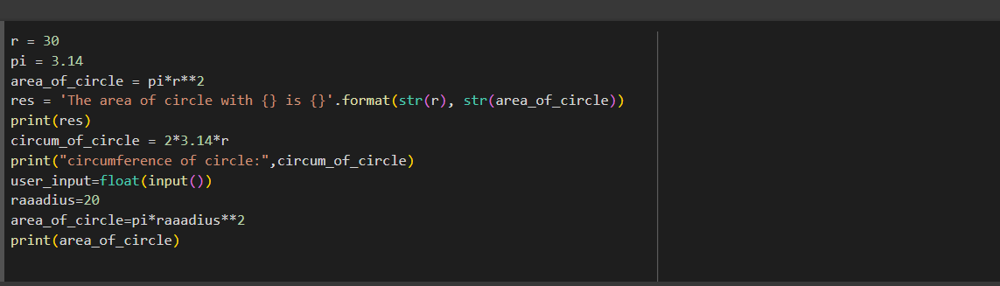 r = 30
pi = 3.14
area_of_circle = pi*r**2
res = 'The area of circle with {} is {}'.format(str(r), str(area_of_circle))
print(res)
circum_of_circle = 2*3.14*r
print("circumference of circle:",circum_of_circle)
user_input=float(input())
raaadius=20
area_of_circle=pi*raaadius**2
print(area_of_circle)